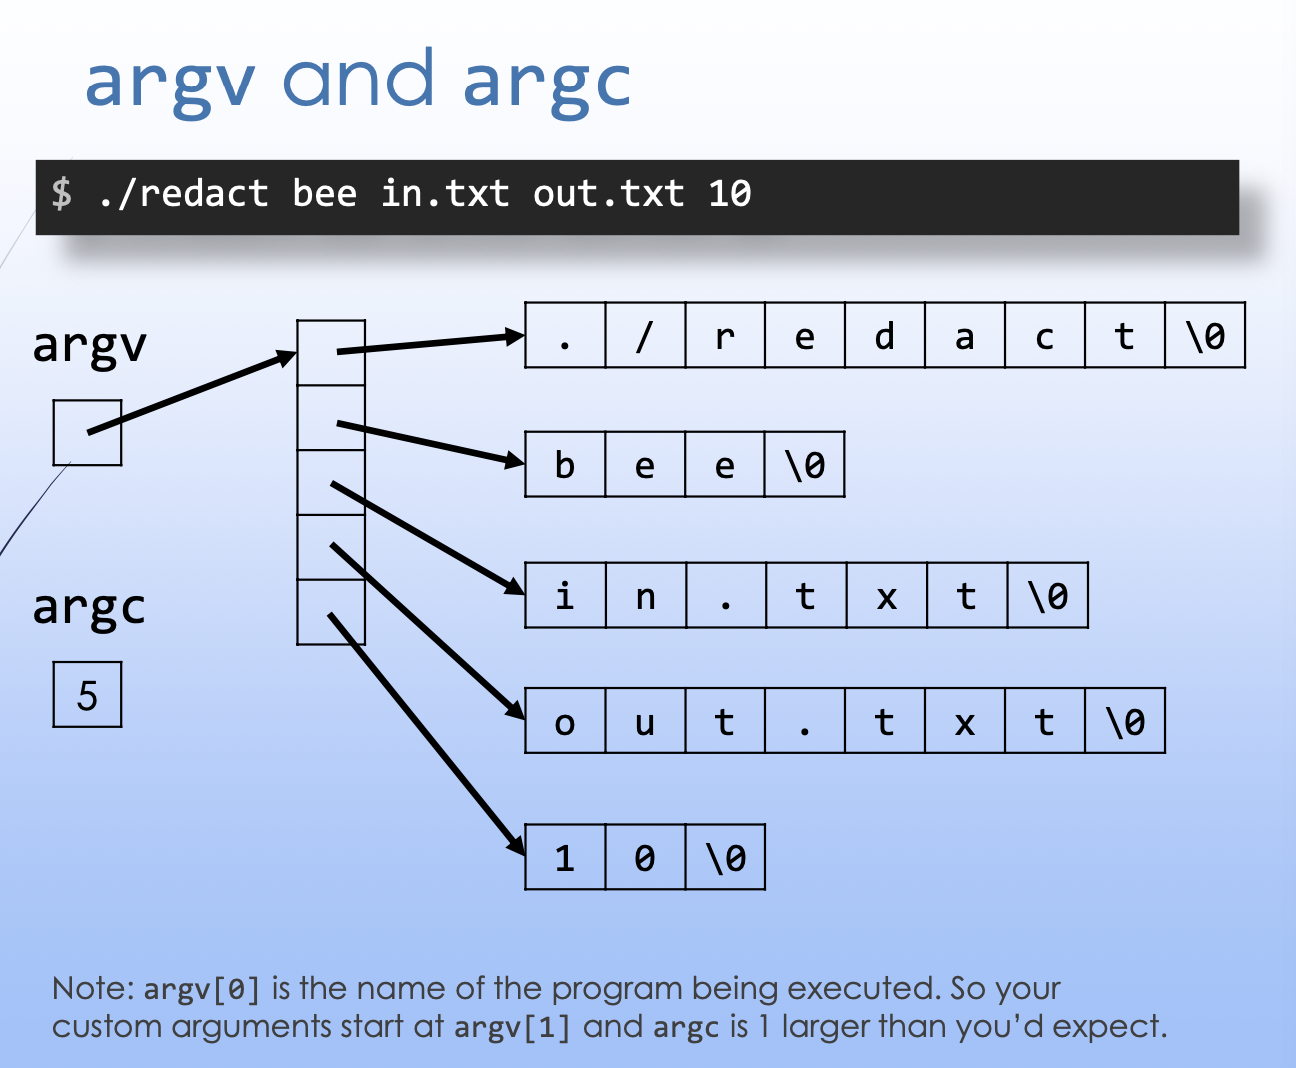 argv and argc
$ ./redact bee in.txt out.txt 10
argv
. / r e d a c t \0
b e e \0
i n . t x t \0
argc
5
o u t . t x t \0
1 0 \0
Note: argv[0] is the name of the program being executed. So your
custom arguments start at argv[1] and argc is 1 larger than you’d expect.